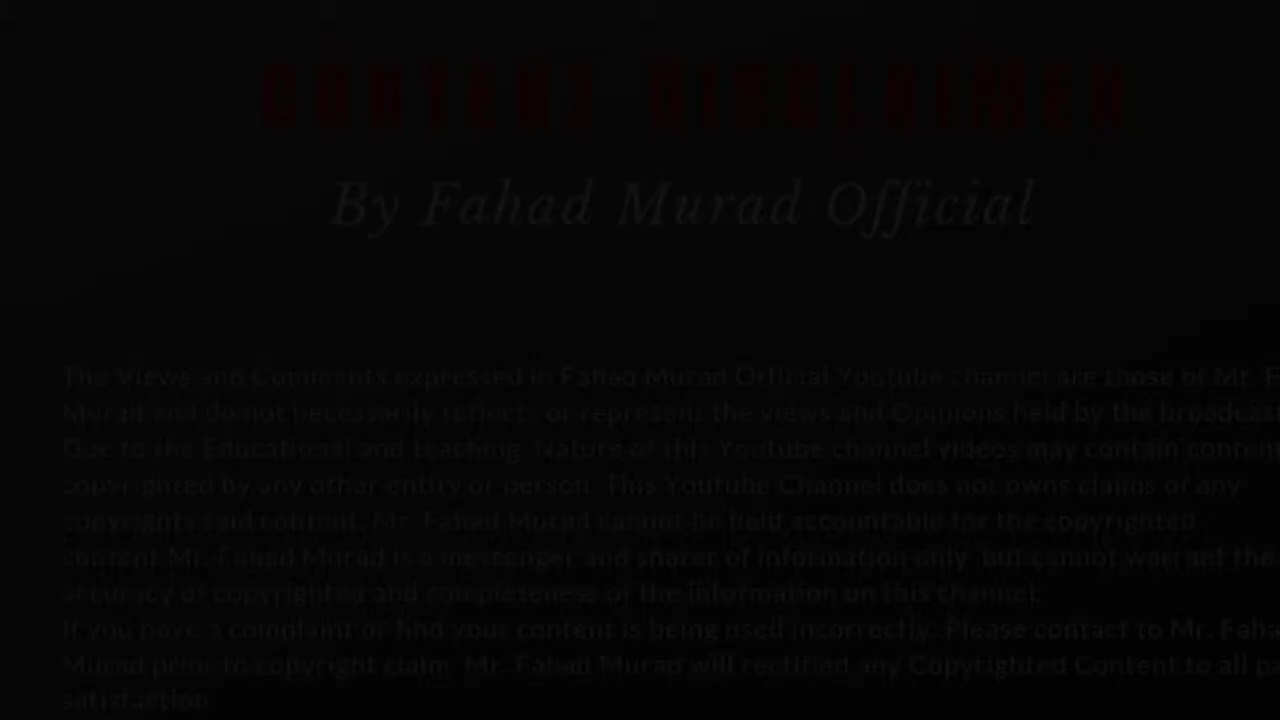 CONTENT DISCLAIMER
By Fahad Murad Official
The Views and Comments expressed in Fahad Murad Official Youtube channel are those of Mr. F
Murad and do not necessarily reflects or represent the views and Opinions held by the broadcas
Due to the Educational and teaching Nature of this Youtube channel videos may contain content
copyrighted by any other entity or person. This Youtube Channel does not owns claims of any
copyrights said content. Mr. Fahad Murad cannot be held accountable for the copyrighted
content Mr. Fahad Murad is a messenger and sharer of information only, but cannot warrant the
accuracy of copyrighted and completeness of the information on this channel.
If you have a complaint or find your content is being used incorrectly. Please contact to Mr. Faha
Murad prior to copyright claim. Mr. Fahad Murad will rectified any Copyrighted Content to all pa
satisfaction